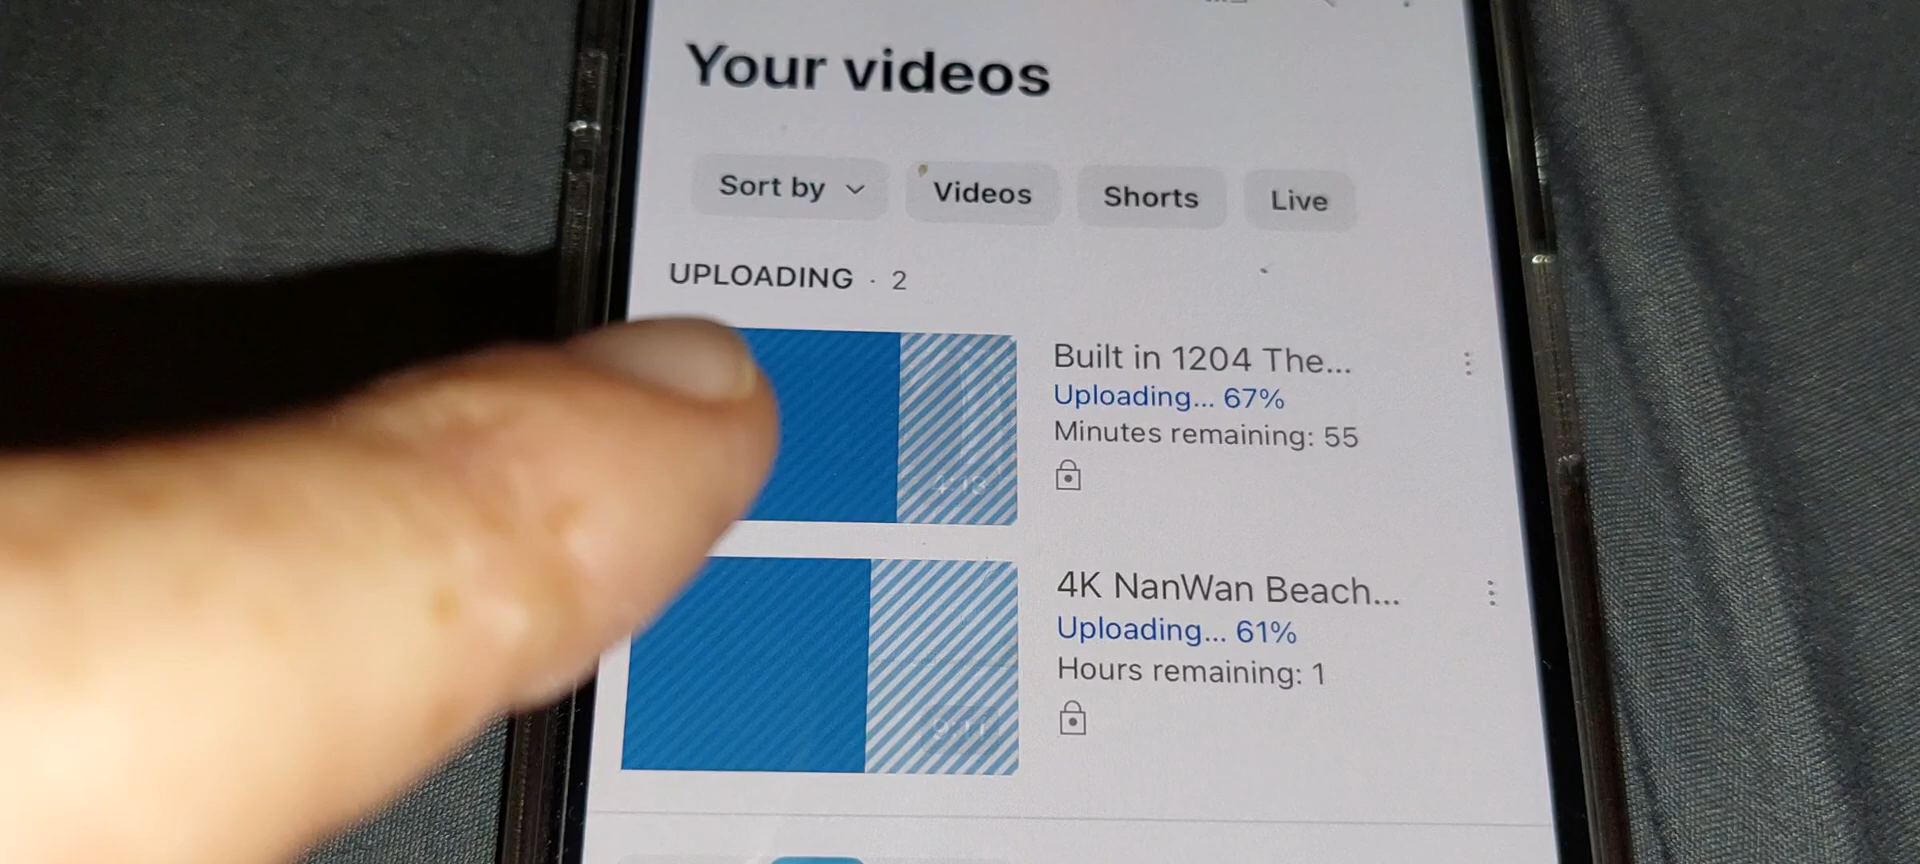 Your videos
Sort by
Videos
Shorts
Live
UPLOADING · 2
Built in 1204 The...
Uploading... 67%
Minutes remaining: 55
4K NanWan Beach...
Uploading... 61%
Hours remaining: 1